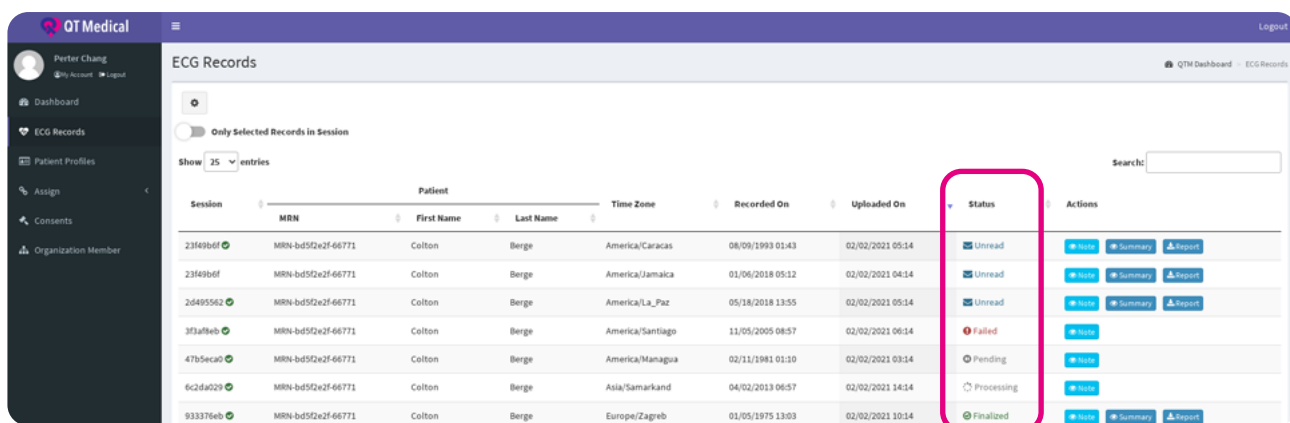 QT Medical
Logout
Perter Chang
My Account Logout
ECG Records
QTM Dashboard > ECG Records
Dashboard
ECG Records
Patient Profiles
Assign
Consents
Organization Member
Only Selected Records in Session
Show 25 entries
Search:
Session Patient Time Zone Recorded On Uploaded On Status Actions
MRN First Name Last Name
23f49b6f MRN-bd5f2e2f-66771 Colton Berge America/Caracas 08/09/1993 01:43 02/02/2021 05:14 Unread Note Summary Report
23f49b6f MRN-bd5f2e2f-66771 Colton Berge America/Jamaica 01/06/2018 05:12 02/02/2021 04:14 Unread Note Summary Report
2d495562 MRN-bd5f2e2f-66771 Colton Berge America/La_Paz 05/18/2018 13:55 02/02/2021 05:14 Unread Note Summary Report
3f3af8eb MRN-bd5f2e2f-66771 Colton Berge America/Santiago 11/05/2005 08:57 02/02/2021 06:14 Failed Note
47b5eca0 MRN-bd5f2e2f-66771 Colton Berge America/Managua 02/11/1981 01:10 02/02/2021 03:14 Pending Note
6c2da029 MRN-bd5f2e2f-66771 Colton Berge Asia/Samarkand 04/02/2013 06:57 02/02/2021 14:14 Processing Note
933376eb MRN-bd5f2e2f-66771 Colton Berge Europe/Zagreb 01/05/1975 13:03 02/02/2021 10:14 Finalized Note Summary Report